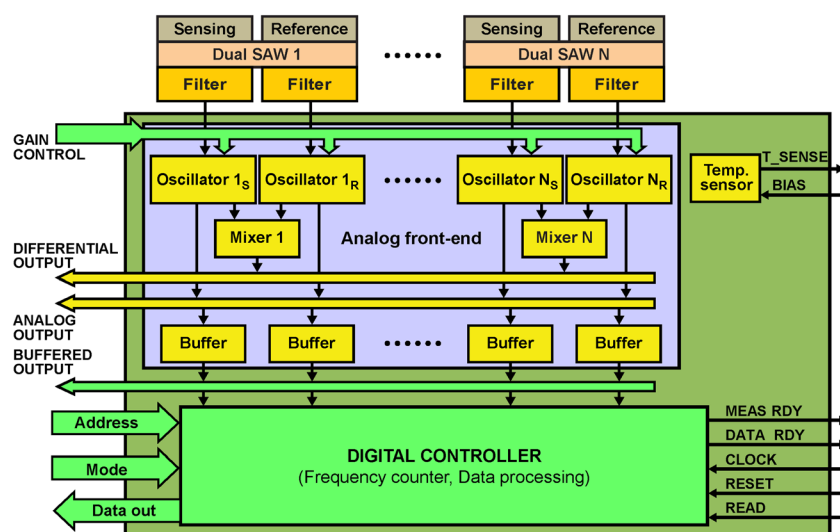 Sensing Reference Sensing Reference
Dual SAW 1 Dual SAW N
Filter Filter Filter Filter
GAIN
CONTROL
Oscillator 1S Oscillator 1R Oscillator NS Oscillator NR
Temp.
sensor
T_SENSE
BIAS
Mixer 1 Analog front-end Mixer N
DIFFERENTIAL
OUTPUT
ANALOG
OUTPUT
Buffer Buffer Buffer Buffer
BUFFERED
OUTPUT
Address
Mode
Data out
DIGITAL CONTROLLER
(Frequency counter, Data processing)
MEAS RDY
DATA RDY
CLOCK
RESET
READ